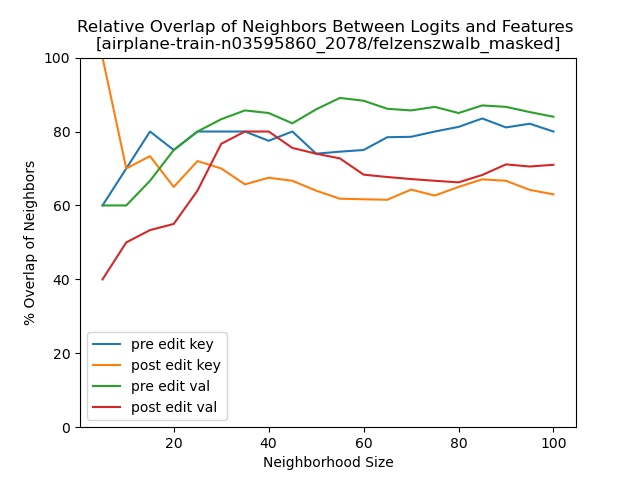 Relative Overlap of Neighbors Between Logits and Features
[airplane-train-n03595860_2078/felzenszwalb_masked]
100
80
60
40
20
0
% Overlap of Neighbors
pre edit key
post edit key
pre edit val
post edit val
20 40 60 80 100
Neighborhood Size